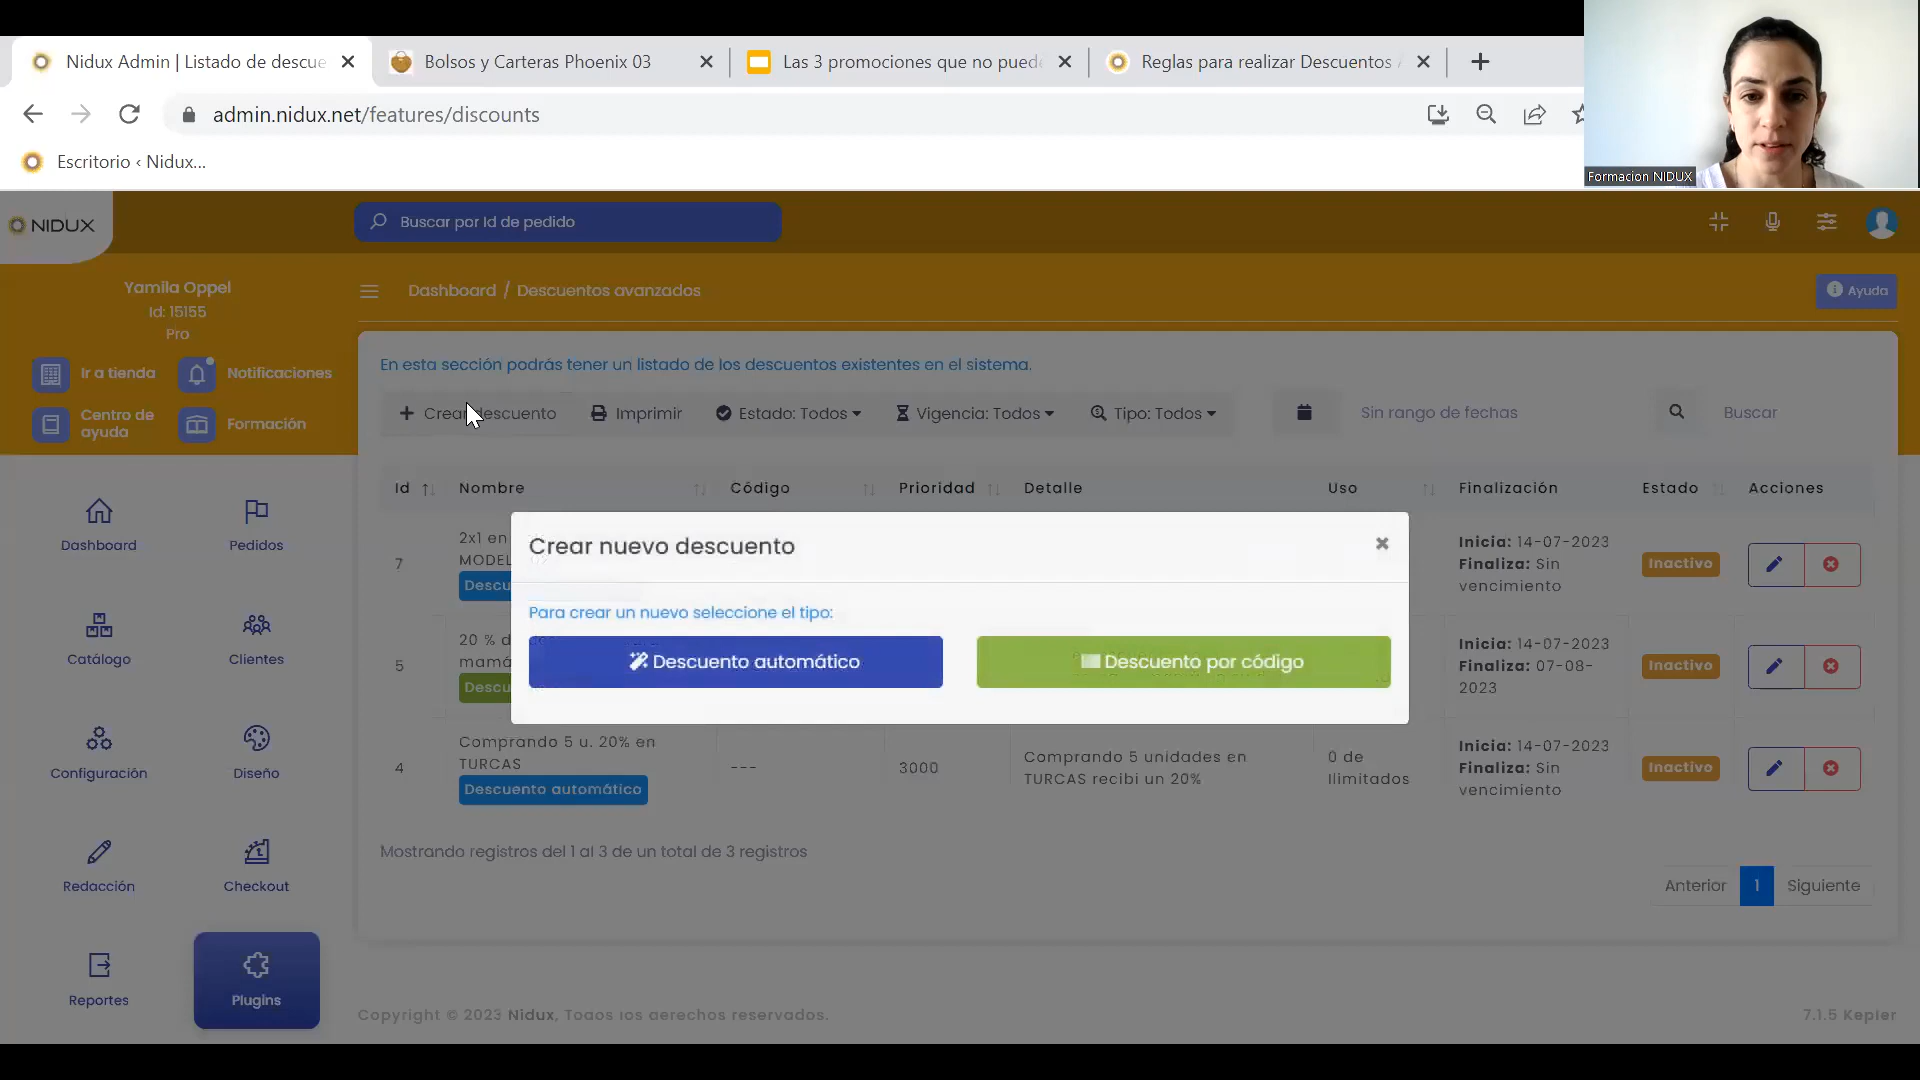 Nidux Admin | Listado de descue
Bolsos y Carteras Phoenix 03
Las 3 promociones que no puede
Reglas para realizar Descuentos A
admin.nidux.net/features/discounts
Escritorio ‹ Nidux...
Formacion NIDUX
NIDUX
Buscar por Id de pedido
Yamila Oppel
Id: 15155
Pro
Dashboard / Descuentos avanzados
Ayuda
Ir a tienda
Notificaciones
Centro de
ayuda
Formación
En esta sección podrás tener un listado de los descuentos existentes en el sistema.
Crear descuento
Imprimir
Estado: Todos
Vigencia: Todos
Tipo: Todos
Sin rango de fechas
Buscar
Id
Nombre
Código
Prioridad
Detalle
Uso
Finalización
Estado
Acciones
7
2x1 en
MODEL
Descu
Inicia: 14-07-2023
Finaliza: Sin
vencimiento
Inactivo
5
20 % d
mamá
Descu
Inicia: 14-07-2023
Finaliza: 07-08-
2023
Inactivo
4
Comprando 5 u. 20% en
TURCAS
Descuento automático
---
3000
Comprando 5 unidades en
TURCAS recibi un 20%
0 de
Ilimitados
Inicia: 14-07-2023
Finaliza: Sin
vencimiento
Inactivo
Crear nuevo descuento
Para crear un nuevo seleccione el tipo:
Descuento automático
Descuento por código
Mostrando registros del 1 al 3 de un total de 3 registros
Anterior
1
Siguiente
Dashboard
Pedidos
Catálogo
Clientes
Configuración
Diseño
Redacción
Checkout
Reportes
Plugins
Copyright © 2023 Nidux, Todos los derechos reservados.
7.1.5 Kepler